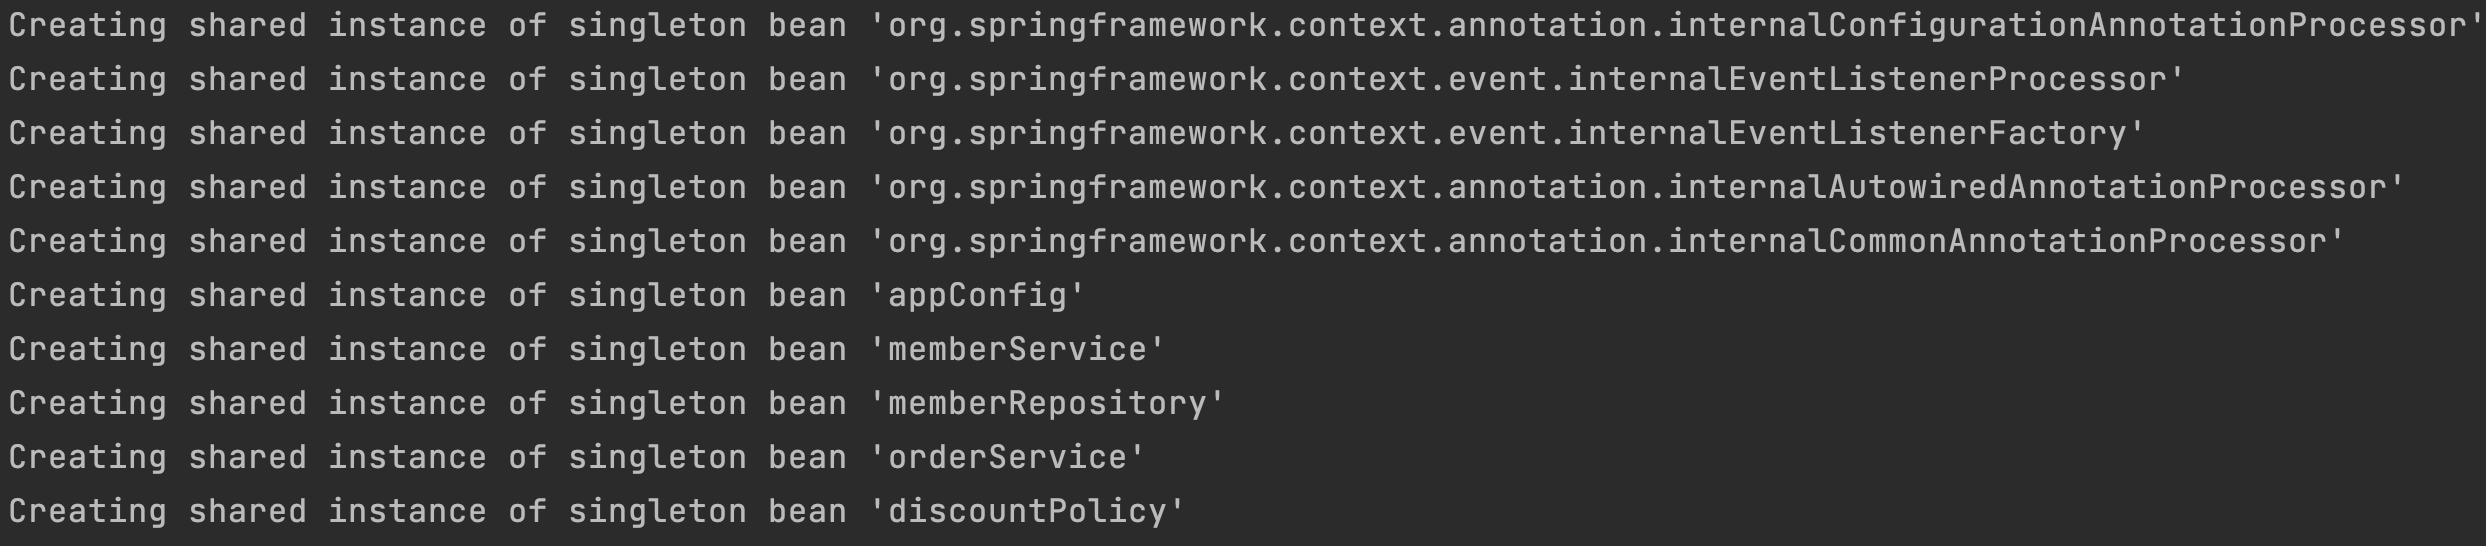 Creating shared instance of singleton bean 'org.springframework.context.annotation.internalConfigurationAnnotationProcessor'
Creating shared instance of singleton bean 'org.springframework.context.event.internalEventListenerProcessor'
Creating shared instance of singleton bean 'org.springframework.context.event.internalEventListenerFactory'
Creating shared instance of singleton bean 'org.springframework.context.annotation.internalAutowiredAnnotationProcessor'
Creating shared instance of singleton bean 'org.springframework.context.annotation.internalCommonAnnotationProcessor'
Creating shared instance of singleton bean 'appConfig'
Creating shared instance of singleton bean 'memberService'
Creating shared instance of singleton bean 'memberRepository'
Creating shared instance of singleton bean 'orderService'
Creating shared instance of singleton bean 'discountPolicy'